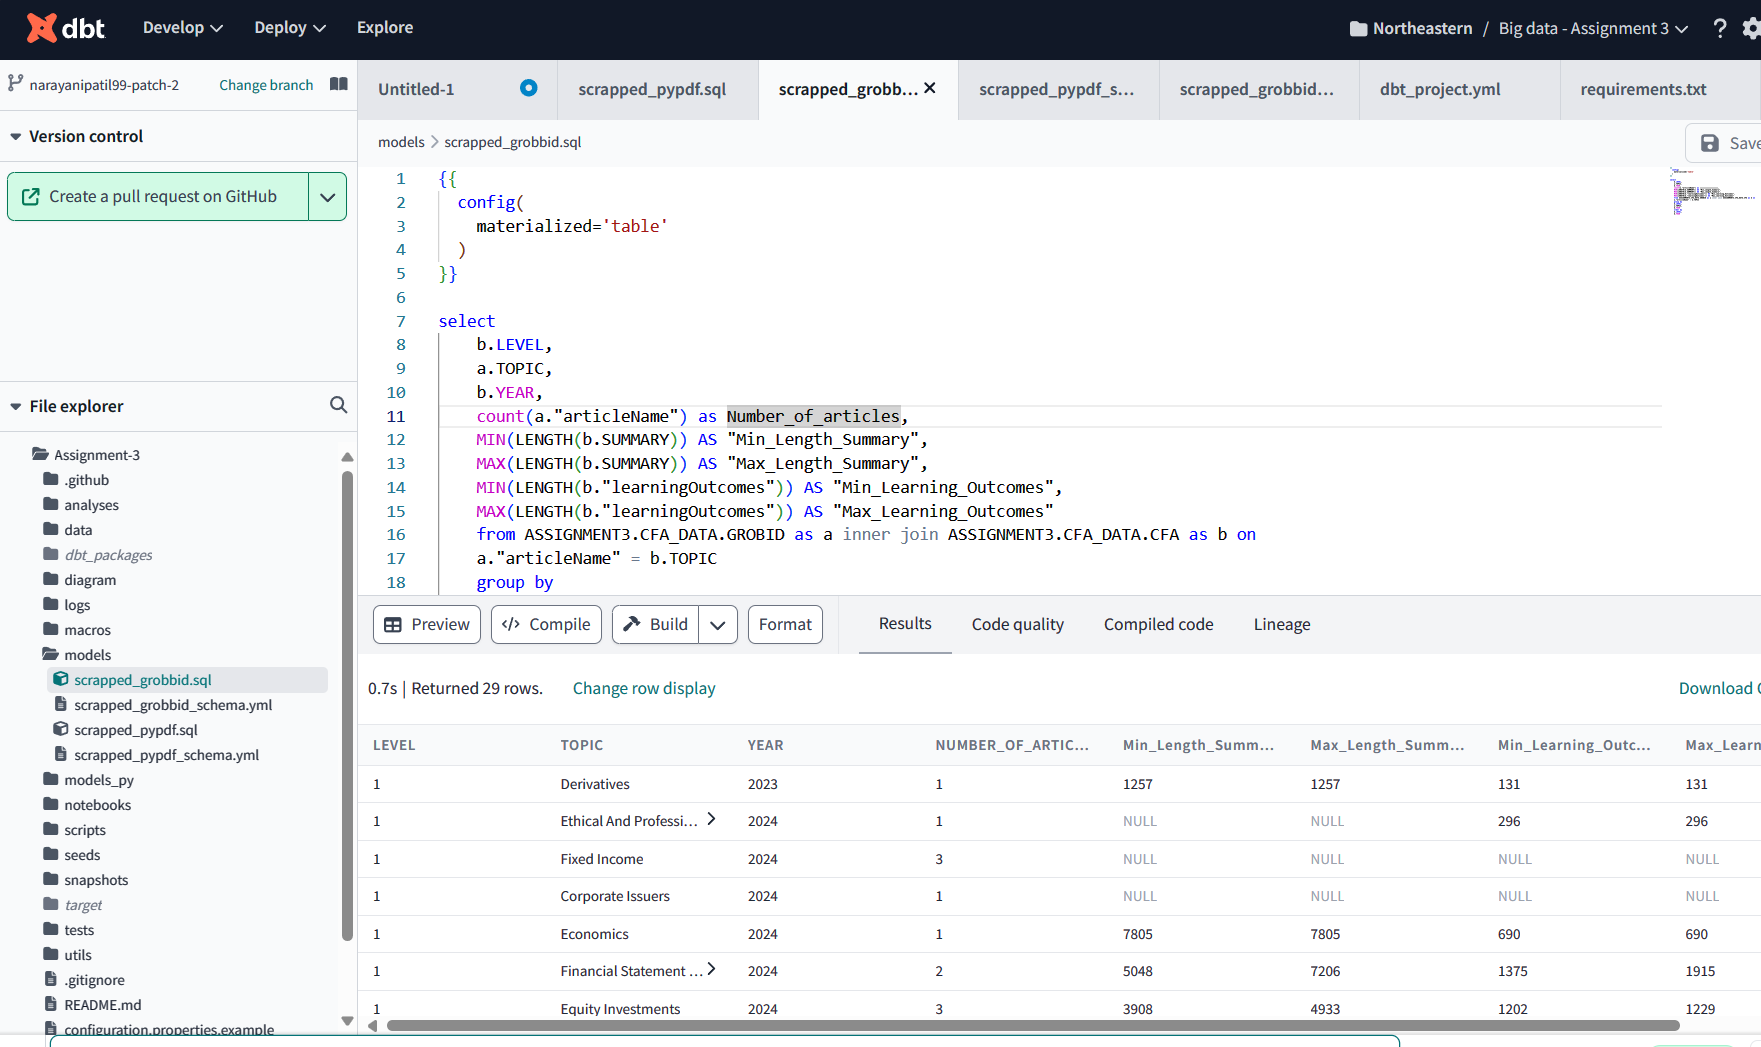 dbt
Develop
Deploy
Explore
Northeastern / Big data - Assignment 3
?
narayanipatil99-patch-2
Change branch
Untitled-1
scrapped_pypdf.sql
scrapped_grobb...
scrapped_pypdf_s...
scrapped_grobbid...
dbt_project.yml
requirements.txt
Version control
Create a pull request on GitHub
models > scrapped_grobbid.sql
Save
1 {{
2 config(
3 materialized='table'
4 )
5 }}
6
7 select
8 b.LEVEL,
9 a.TOPIC,
10 b.YEAR,
11 count(a."articleName") as Number_of_articles,
12 MIN(LENGTH(b.SUMMARY)) AS "Min_Length_Summary",
13 MAX(LENGTH(b.SUMMARY)) AS "Max_Length_Summary",
14 MIN(LENGTH(b."learningOutcomes")) AS "Min_Learning_Outcomes",
15 MAX(LENGTH(b."learningOutcomes")) AS "Max_Learning_Outcomes"
16 from ASSIGNMENT3.CFA_DATA.GROBID as a inner join ASSIGNMENT3.CFA_DATA.CFA as b on
17 a."articleName" = b.TOPIC
18 group by
File explorer
Assignment-3
.github
analyses
data
dbt_packages
diagram
logs
macros
models
scrapped_grobbid.sql
scrapped_grobbid_schema.yml
scrapped_pypdf.sql
scrapped_pypdf_schema.yml
models_py
notebooks
scripts
seeds
snapshots
target
tests
utils
.gitignore
README.md
configuration.properties.example
Preview
</> Compile
Build
Format
Results
Code quality
Compiled code
Lineage
0.7s | Returned 29 rows.
Change row display
Download
LEVEL TOPIC YEAR NUMBER_OF_ARTIC... Min_Length_Summ... Max_Length_Summ... Min_Learning_Outc... Max_Learn
1 Derivatives 2023 1 1257 1257 131 131
1 Ethical And Professi... 2024 1 NULL NULL 296 296
1 Fixed Income 2024 3 NULL NULL NULL NULL
1 Corporate Issuers 2024 1 NULL NULL NULL NULL
1 Economics 2024 1 7805 7805 690 690
1 Financial Statement ... 2024 2 5048 7206 1375 1915
1 Equity Investments 2024 3 3908 4933 1202 1229